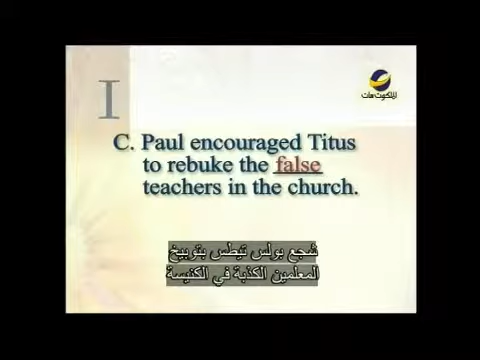 I
C. Paul encouraged Titus
to rebuke the false
teachers in the church.
شجع بولس تيطس بتوبيخ
المعلمين الكذبة في الكنيسة